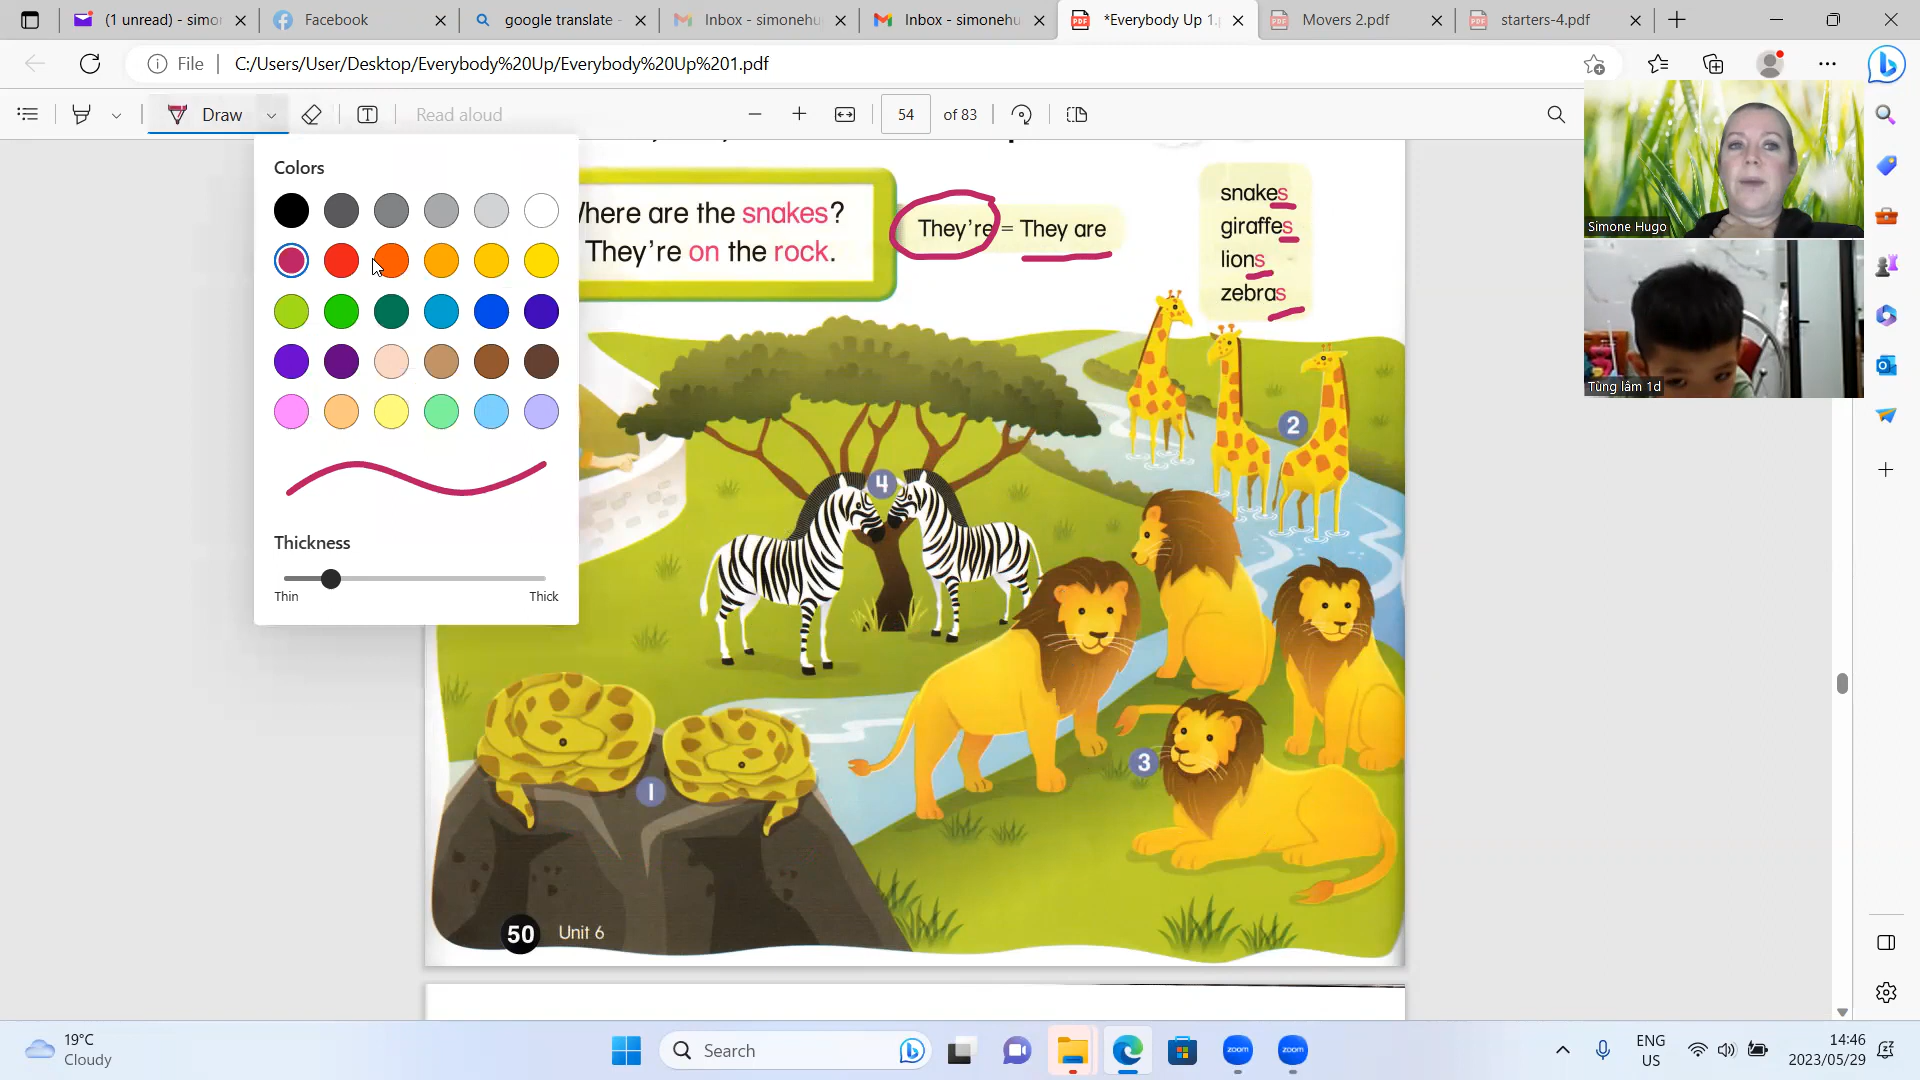 (1 unread) - simo
Facebook
google translate -
Inbox - simonehu
Inbox - simonehu
*Everybody Up 1.
Movers 2.pdf
starters-4.pdf
File
C:/Users/User/Desktop/Everybody%20Up/Everybody%20Up%201.pdf
Draw
Read aloud
54
of 83
Colors
Thickness
Thin
Thick
here are the snakes?
They're on the rock.
They're = They are
snakes
giraffes
lions
zebras
4
2
3
1
50
Unit 6
Simone Hugo
Tùng lâm 1d
19°C
Cloudy
Search
zoom
zoom
ENG
US
14:46
2023/05/29